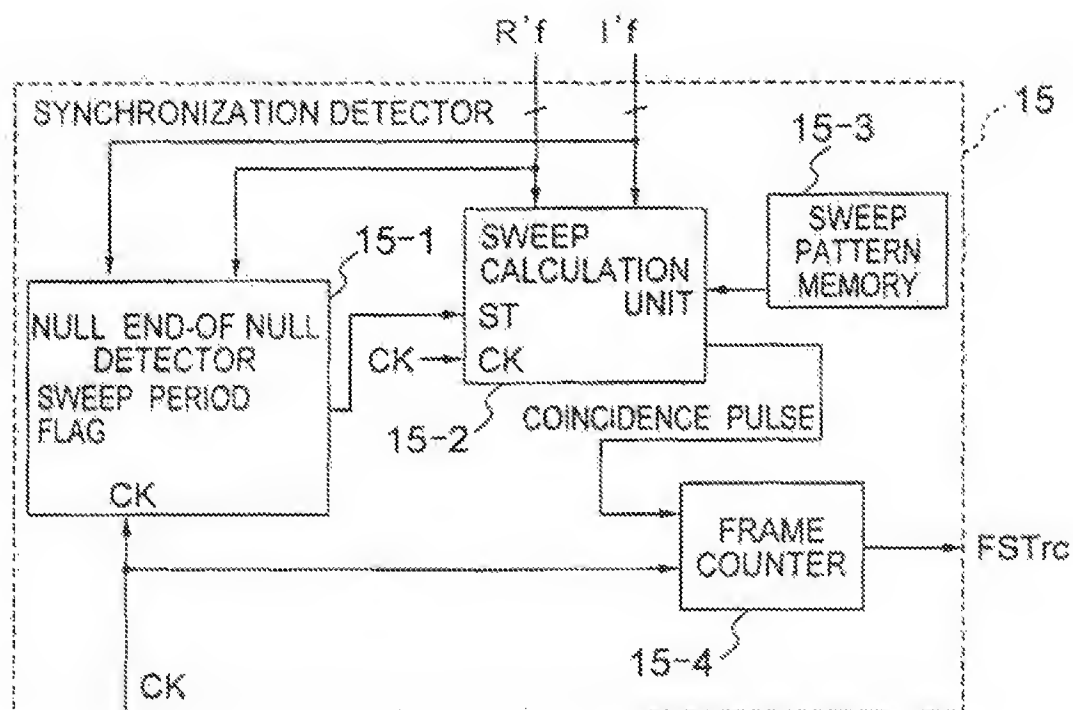 R'f
I'f
SYNCHRONIZATION DETECTOR
15
15-3
SWEEP
PATTERN
MEMORY
15-1
SWEEP
CALCULATION
UNIT
ST
CK
CK
15-2
NULL END-OF NULL
DETECTOR
SWEEP PERIOD
FLAG
CK
COINCIDENCE PULSE
FRAME
COUNTER
FSTrc
15-4
CK